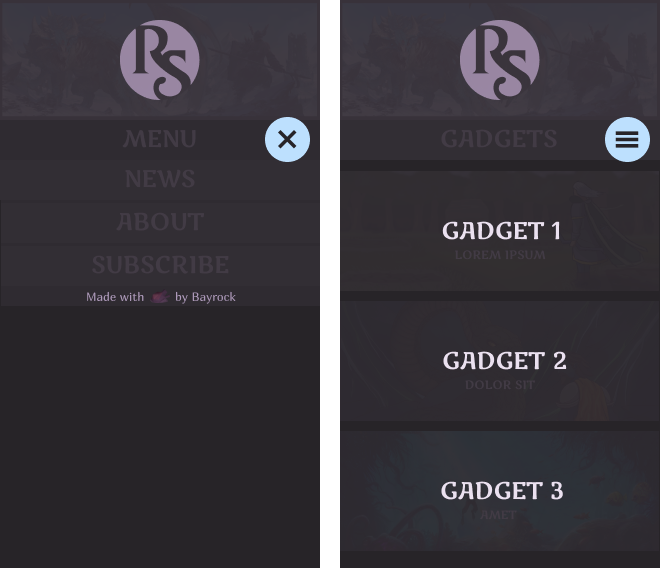 RS
MENU
NEWS
ABOUT
SUBSCRIBE
Made with by Bayrock
RS
GADGETS
GADGET 1
LOREM IPSUM
GADGET 2
DOLOR SIT
GADGET 3
AMET